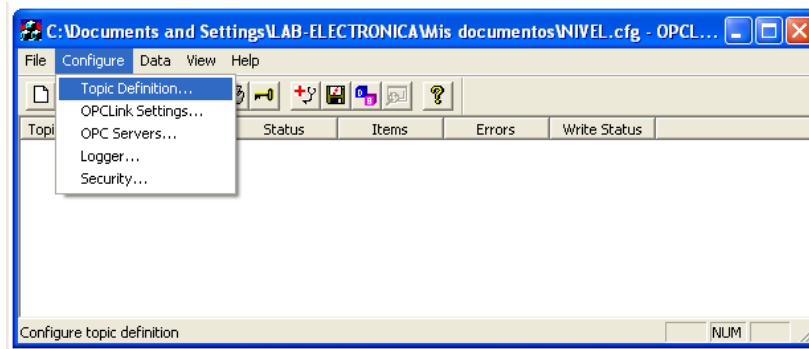 C:\Documents and Settings\LAB-ELECTRONICA\Mis documentos\NIVEL.cfg - OPCL...
File Configure Data View Help
Topic Definition...
OPCLink Settings...
OPC Servers...
Logger...
Security...
Topi Status Items Errors Write Status
Configure topic definition NUM